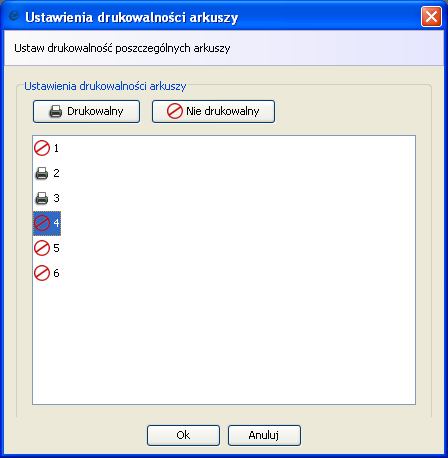 Ustawienia drukowalności arkuszy
Ustaw drukowalność poszczególnych arkuszy
Ustawienia drukowalności arkuszy
Drukowalny Nie drukowalny
1
2
3
4
5
6
Ok Anuluj